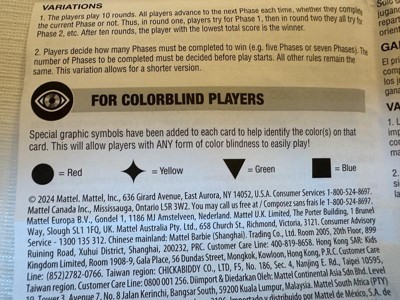 VARIATIONS
1. The players play 10 rounds. All players advance to the next Phase each time, whether they complete
the current Phase or not. Thus, in round one, players try for Phase 1, then in round two they all try for
Phase 2, etc. After ten rounds, the player with the lowest total score is the winner.
2. Players decide how many Phases must be completed to win (e.g. five Phases or seven Phases). The
number of Phases to be completed must be decided before play starts. All other rules remain the
same. This variation allows for a shorter version.
FOR COLORBLIND PLAYERS
Special graphic symbols have been added to each card to help identify the color(s) on that
card. This will allow players with ANY form of color blindness to easily play!
= Red = Yellow = Green = Blue
© 2024 Mattel. Mattel, Inc., 636 Girard Avenue, East Aurora, NY 14052, U.S.A. Consumer Services 1-800-524-8697.
Mattel Canada Inc., Mississauga, Ontario L5R 3W2. You may call us free at / Composez sans frais le 1-800-524-8697.
Mattel Europa B.V., Gondel 1, 1186 MJ Amstelveen, Nederland. Mattel U.K. Limited, The Porter Building, 1 Brunel
Way, Slough SL1 1FQ, UK. Mattel Australia Pty. Ltd., 658 Church St., Richmond, Victoria, 3121. Consumer Advisory
Service - 1300 135 312. Chinese mainland: Mattel Barbie (Shanghai) Trading Co., Ltd. Room 2005, 20th Floor, 899
Ruining Road, Xuhui District, Shanghai, 200232, PRC. Customer Care Line: 400-819-8658. Hong Kong SAR: Kids
Kingdom Limited, Room 1908-9, Gala Place, 56 Dundas Street, Mongkok, Kowloon, Hong Kong, P.R.C. Customer Care
Line: (852)2782-0766. Taiwan region: CHICKABIDDY CO., LTD, F5, No. 186, Sec. 4, Nanjing E. Rd., Taipei 10595,
Taiwan region. Customer Care Line: 0800 001 256. Diimport & Diedarkan Oleh: Mattel Continental Asia Sdn. Bhd. Level
19, Tower 3, Avenue 7, No. 8 Jalan Kerinchi, Bangsar South, 59200 Kuala Lumpur, Malaysia. Mattel South Africa (PTY)
Importado y distribuido por Mattel de México, S.A. de